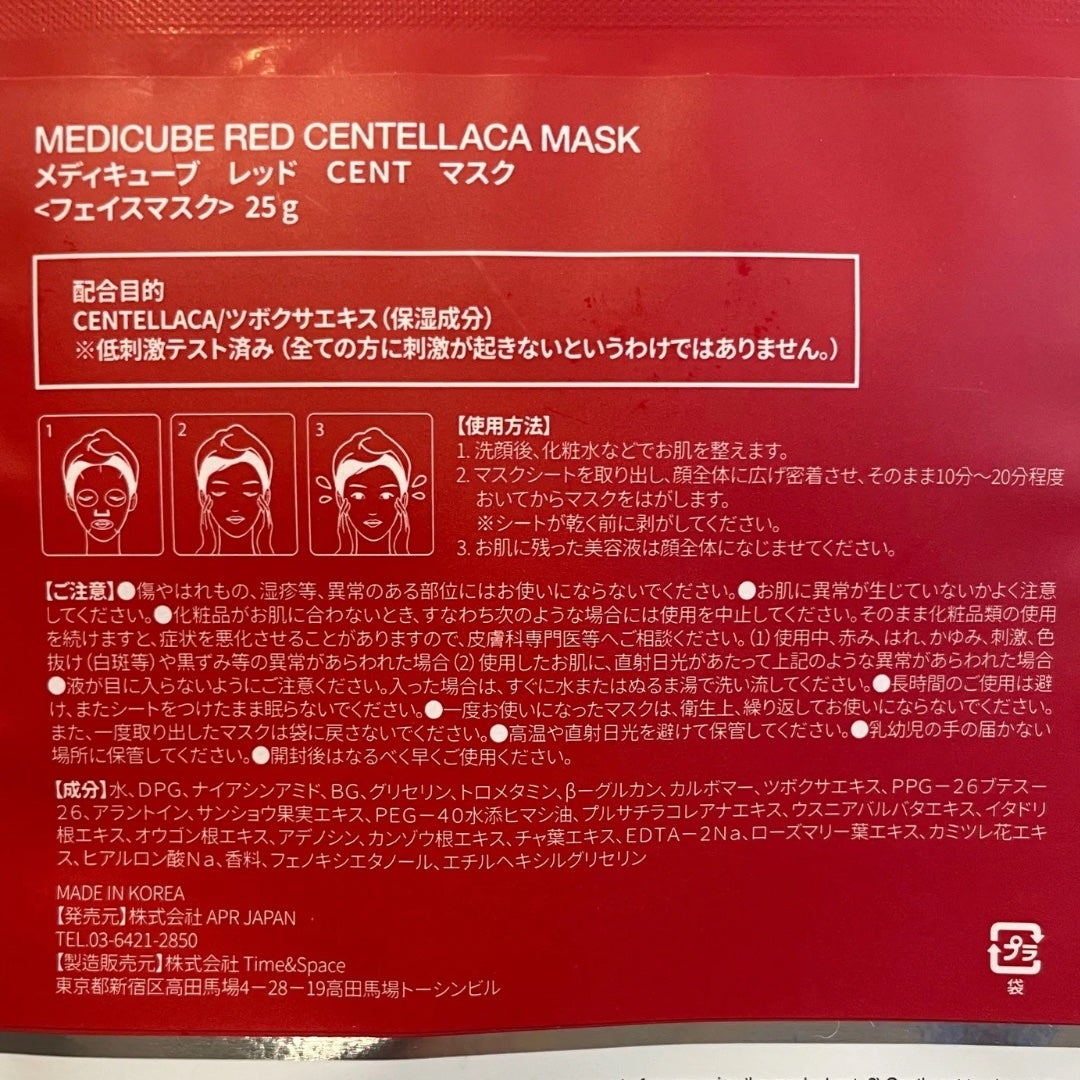 MEDICUBE RED CENTELLACA MASK
メディキューブ　レッド　CENT　マスク
<フェイスマスク> 25g
配合目的
CENTELLACA/ツボクサエキス（保湿成分）
※低刺激テスト済み（全ての方に刺激が起きないというわけではありません。）
1
2
3
【使用方法】
1. 洗顔後、化粧水などでお肌を整えます。
2. マスクシートを取り出し、顔全体に広げ密着させ、そのまま10分～20分程度
おいてからマスクをはがします。
※シートが乾く前に剥がしてください。
3. お肌に残った美容液は顔全体になじませてください。
【ご注意】●傷やはれもの、湿疹等、異常のある部位にはお使いにならないでください。●お肌に異常が生じていないかよく注意
してください。●化粧品がお肌に合わないとき、すなわち次のような場合には使用を中止してください。そのまま化粧品類の使用
を続けますと、症状を悪化させることがありますので、皮膚科専門医等へご相談ください。（1）使用中、赤み、はれ、かゆみ、刺激、色
抜け（白斑等）や黒ずみ等の異常があらわれた場合（2）使用したお肌に、直射日光があたって上記のような異常があらわれた場合
●液が目に入らないようにご注意ください。入った場合は、すぐに水またはぬるま湯で洗い流してください。●長時間のご使用は避
け、またシートをつけたまま眠らないでください。●一度お使いになったマスクは、衛生上、繰り返してお使いにならないでください。
また、一度取り出したマスクは袋に戻さないでください。●高温や直射日光を避けて保管してください。●乳幼児の手の届かない
場所に保管してください。●開封後はなるべく早くご使用ください。
【成分】水、DPG、ナイアシンアミド、BG、グリセリン、トロメタミン、βーグルカン、カルボマー、ツボクサエキス、PPG－26ブテスー
26、アラントイン、サンショウ果実エキス、PEG－40水添ヒマシ油、プルサチラコレアナエキス、ウスニアバルバタエキス、イタドリ
根エキス、オウゴン根エキス、アデノシン、カンゾウ根エキス、チャ葉エキス、EDTA－2Na、ローズマリー葉エキス、カミツレ花エキ
ス、ヒアルロン酸Na、香料、フェノキシエタノール、エチルヘキシルグリセリン
MADE IN KOREA
【発売元】株式会社 APR JAPAN
TEL.03-6421-2850
【製造販売元】株式会社 Time&Space
東京都新宿区高田馬場4－28－19高田馬場トーシンビル
プラ
袋